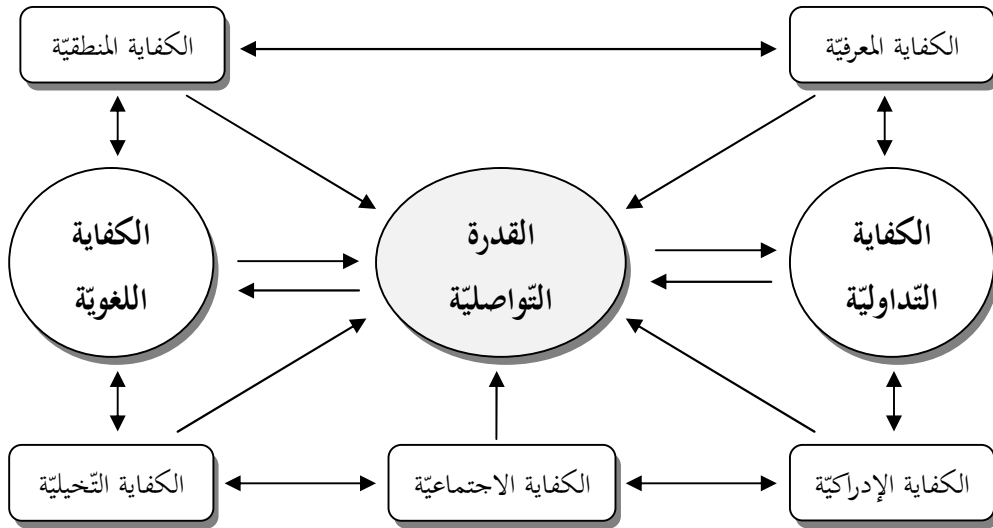 الكفاية المعرفيّة
الكفاية المنطقيّة
الكفاية
التّداوليّة
القدرة
التّواصليّة
الكفاية
اللغويّة
الكفاية الإدراكيّة
الكفاية الاجتماعيّة
الكفاية التّخيليّة